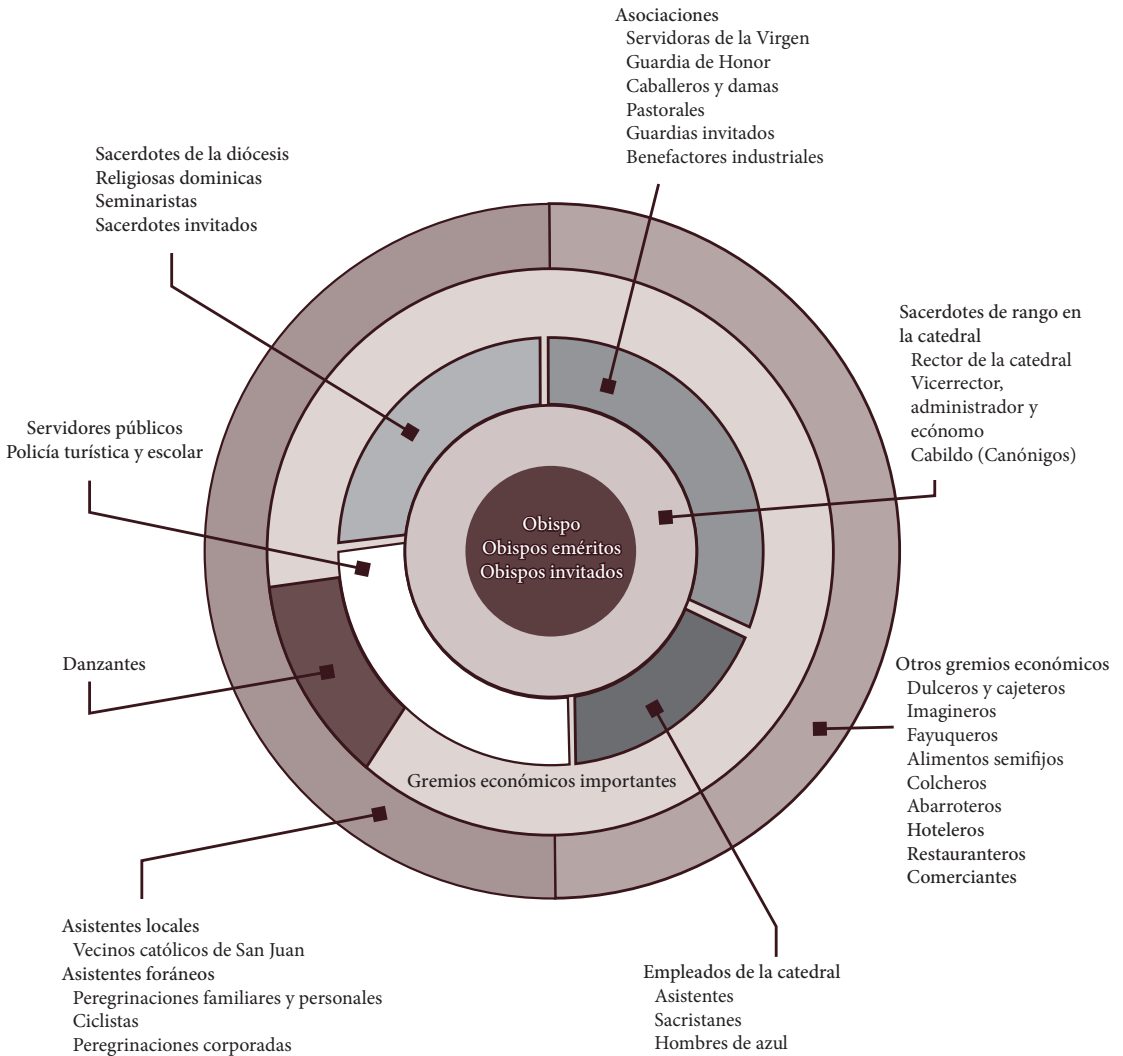 Asociaciones
Servidoras de la Virgen
Guardia de Honor
Caballeros y damas
Pastorales
Guardias invitados
Benefactores industriales
Sacerdotes de la diócesis
Religiosas dominicas
Seminaristas
Sacerdotes invitados
Sacerdotes de rango en
la catedral
Rector de la catedral
Vicerrector,
administrador y
ecónomo
Cabildo (Canónigos)
Servidores públicos
Policía turística y escolar
Obispo
Obispos eméritos
Obispos invitados
Danzantes
Otros gremios económicos
Dulceros y cajeteros
Imagineros
Fayuqueros
Alimentos semifijos
Colcheros
Abarroteros
Hoteleros
Restauranteros
Comerciantes
Gremios económicos importantes
Asistentes locales
Vecinos católicos de San Juan
Asistentes foráneos
Peregrinaciones familiares y personales
Ciclistas
Peregrinaciones corporadas
Empleados de la catedral
Asistentes
Sacristanes
Hombres de azul